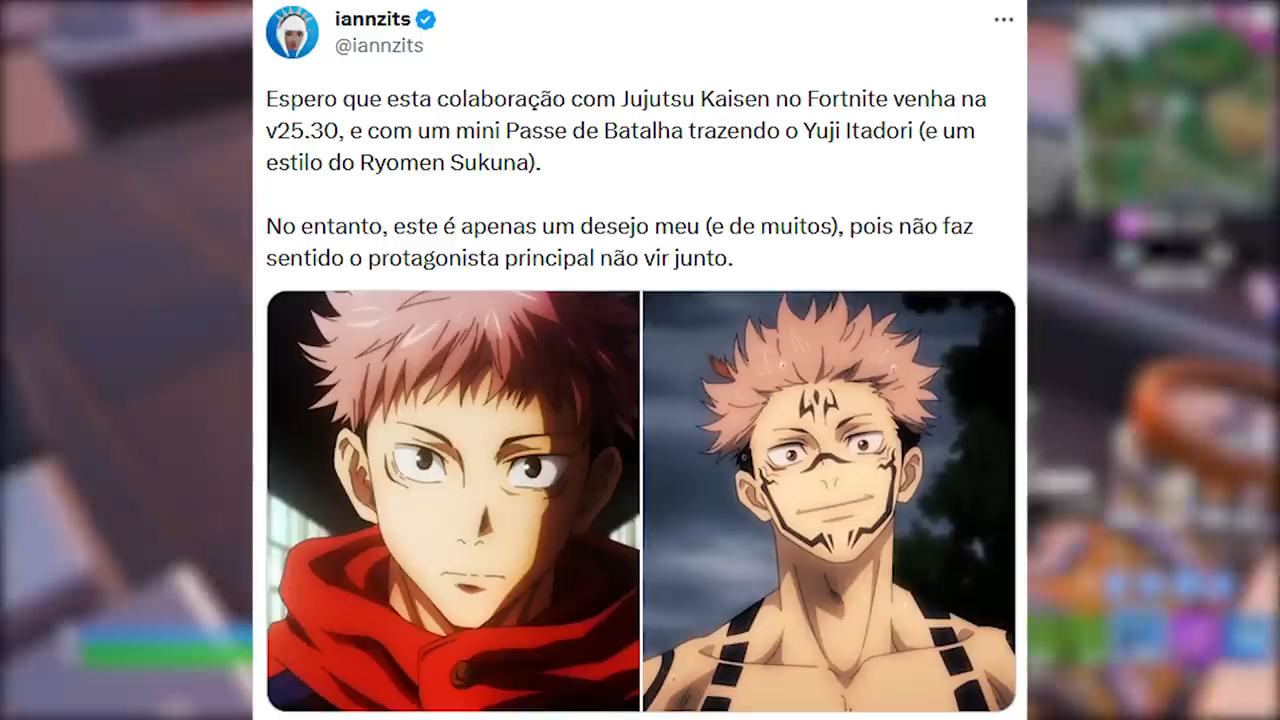 iannzits
@iannzits
Espero que esta colaboração com Jujutsu Kaisen no Fortnite venha na
v25.30, e com um mini Passe de Batalha trazendo o Yuji Itadori (e um
estilo do Ryomen Sukuna).
No entanto, este é apenas um desejo meu (e de muitos), pois não faz
sentido o protagonista principal não vir junto.